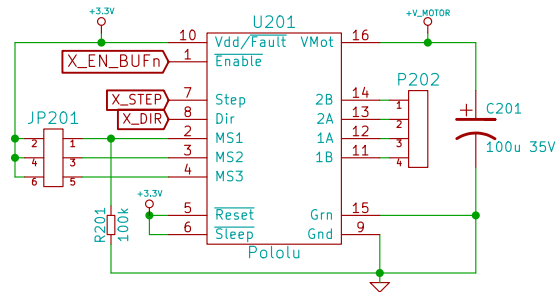 +3.3V
U201
+V_MOTOR
10 Vdd/Fault VMot 16
X_EN_BUFn 1 Enable
P202
X_STEP 7 Step 2B 14 1
X_DIR 8 Dir 2A 13 2
JP201
2 1 2 MS1 1A 12 3
4 3 3 MS2 1B 11 4
6 5 4 MS3
C201
100u 35V
+3.3V
R201
100k
5 Reset Grn 15
6 Sleep Gnd 9
Pololu